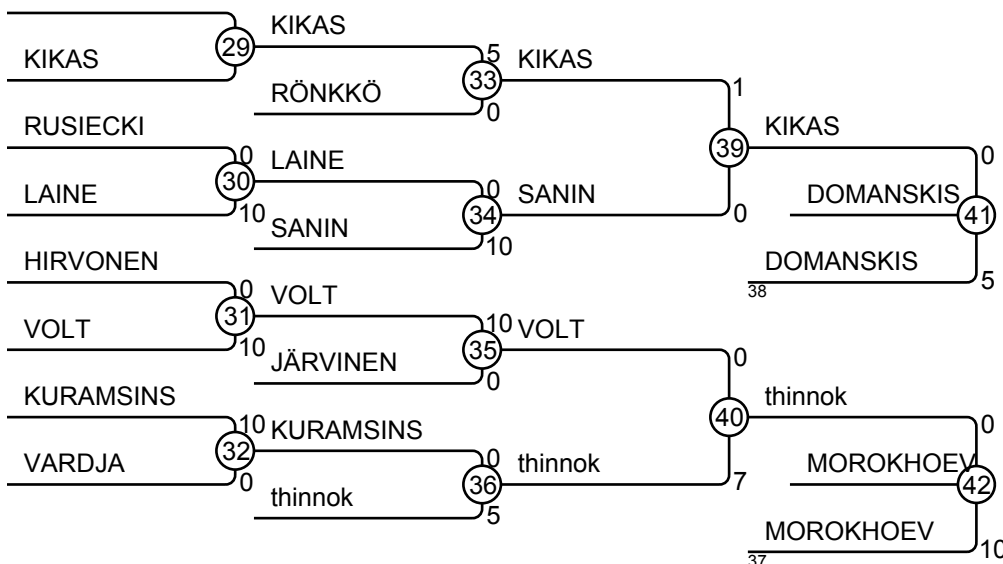 KIKAS
29
KIKAS
5
33
RÖNKKÖ
0
KIKAS
1
RUSIECKI
0
30
LAINE
10
LAINE
0
34
SANIN
10
SANIN
0
39
KIKAS
0
DOMANSKIS
41
DOMANSKIS
38
5
HIRVONEN
0
31
VOLT
10
VOLT
10
35
JÄRVINEN
0
VOLT
0
KURAMSINS
10
32
VARDJA
0
KURAMSINS
0
36
thinnok
5
thinnok
7
40
thinnok
0
MOROKHOEV
42
MOROKHOEV
37
10